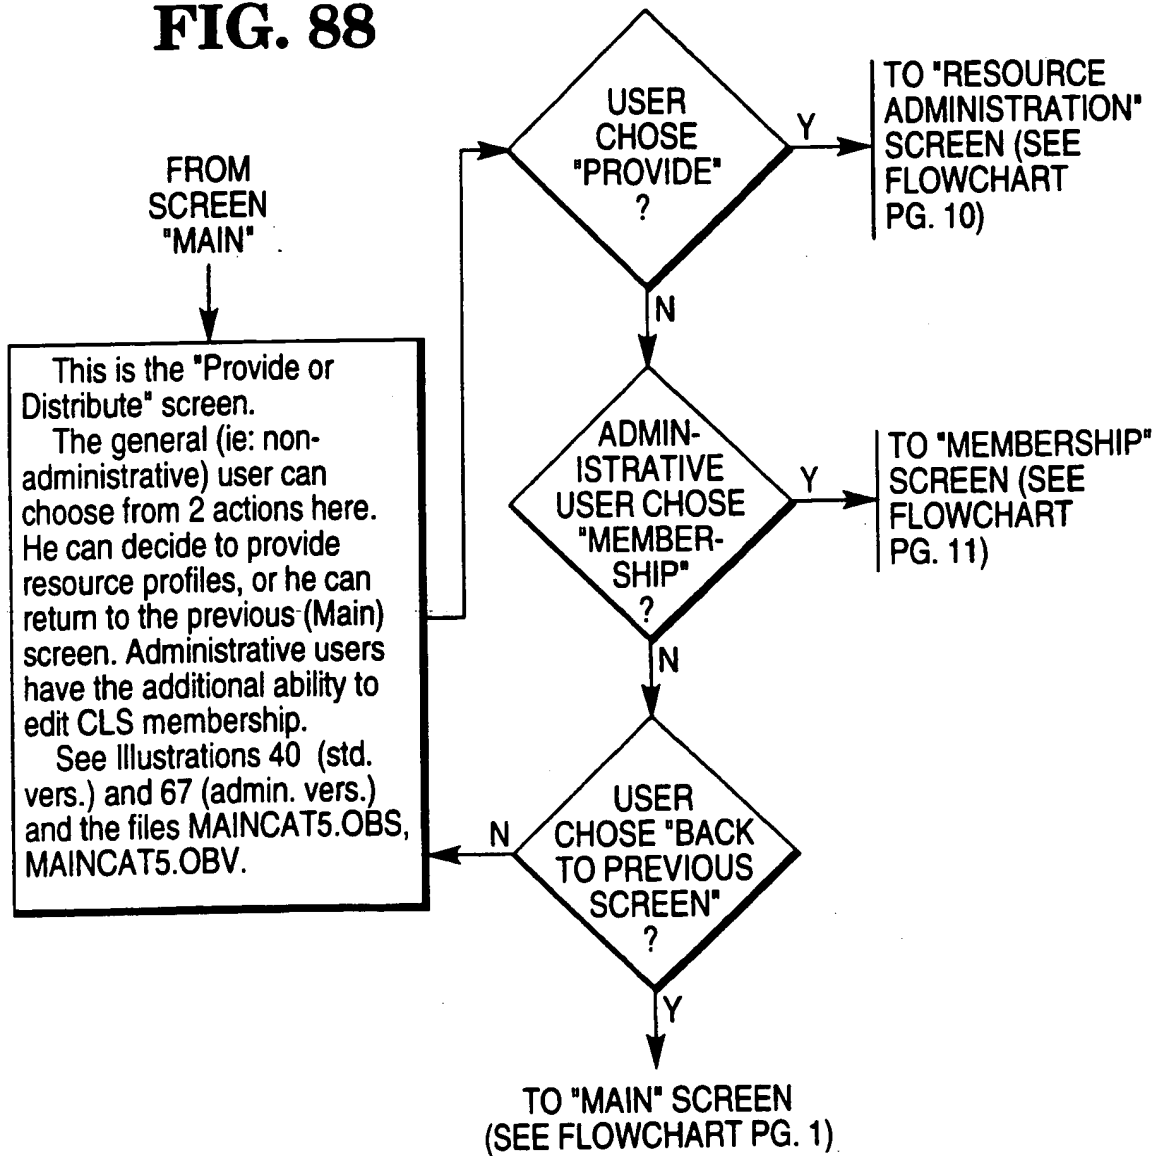 FIG. 88
FROM
SCREEN
"MAIN"
This is the "Provide or
Distribute" screen.
The general (ie: non-
administrative) user can
choose from 2 actions here.
He can decide to provide
resource profiles, or he can
return to the previous (Main)
screen. Administrative users
have the additional ability to
edit CLS membership.
See Illustrations 40 (std.
vers.) and 67 (admin. vers.)
and the files MAINCAT5.OBS,
MAINCAT5.OBV.
USER
CHOSE
"PROVIDE"
?
Y
TO "RESOURCE
ADMINISTRATION"
SCREEN (SEE
FLOWCHART
PG. 10)
N
ADMIN-
ISTRATIVE
USER CHOSE
"MEMBER-
SHIP"
?
Y
TO "MEMBERSHIP"
SCREEN (SEE
FLOWCHART
PG. 11)
N
USER
CHOSE "BACK
TO PREVIOUS
SCREEN"
?
N
Y
TO "MAIN" SCREEN
(SEE FLOWCHART PG. 1)